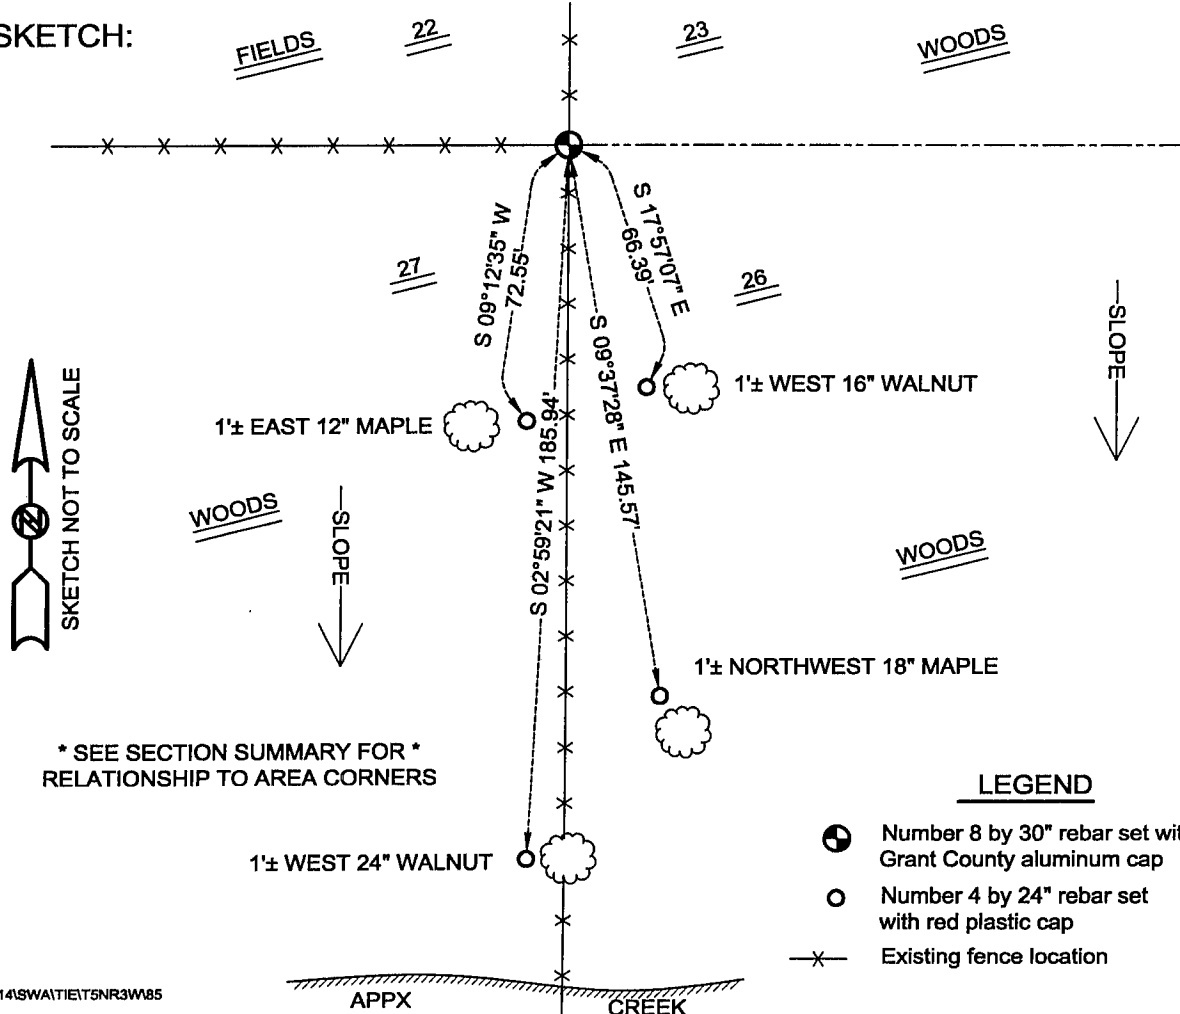 SKETCH:
FIELDS
22
23
WOODS
S 09°12'35" W
72.55'
S 17°57'07" E
66.39'
27
26
SLOPE
S 09°37'28" E 145.57'
S 02°59'21" W 185.94'
1'± WEST 16" WALNUT
1'± EAST 12" MAPLE
SKETCH NOT TO SCALE
N
WOODS
SLOPE
WOODS
1'± NORTHWEST 18" MAPLE
* SEE SECTION SUMMARY FOR *
RELATIONSHIP TO AREA CORNERS
1'± WEST 24" WALNUT
LEGEND
Number 8 by 30" rebar set wit
Grant County aluminum cap
Number 4 by 24" rebar set
with red plastic cap
Existing fence location
14\SWA\TIE\T5NR3W\85
APPX
CREEK